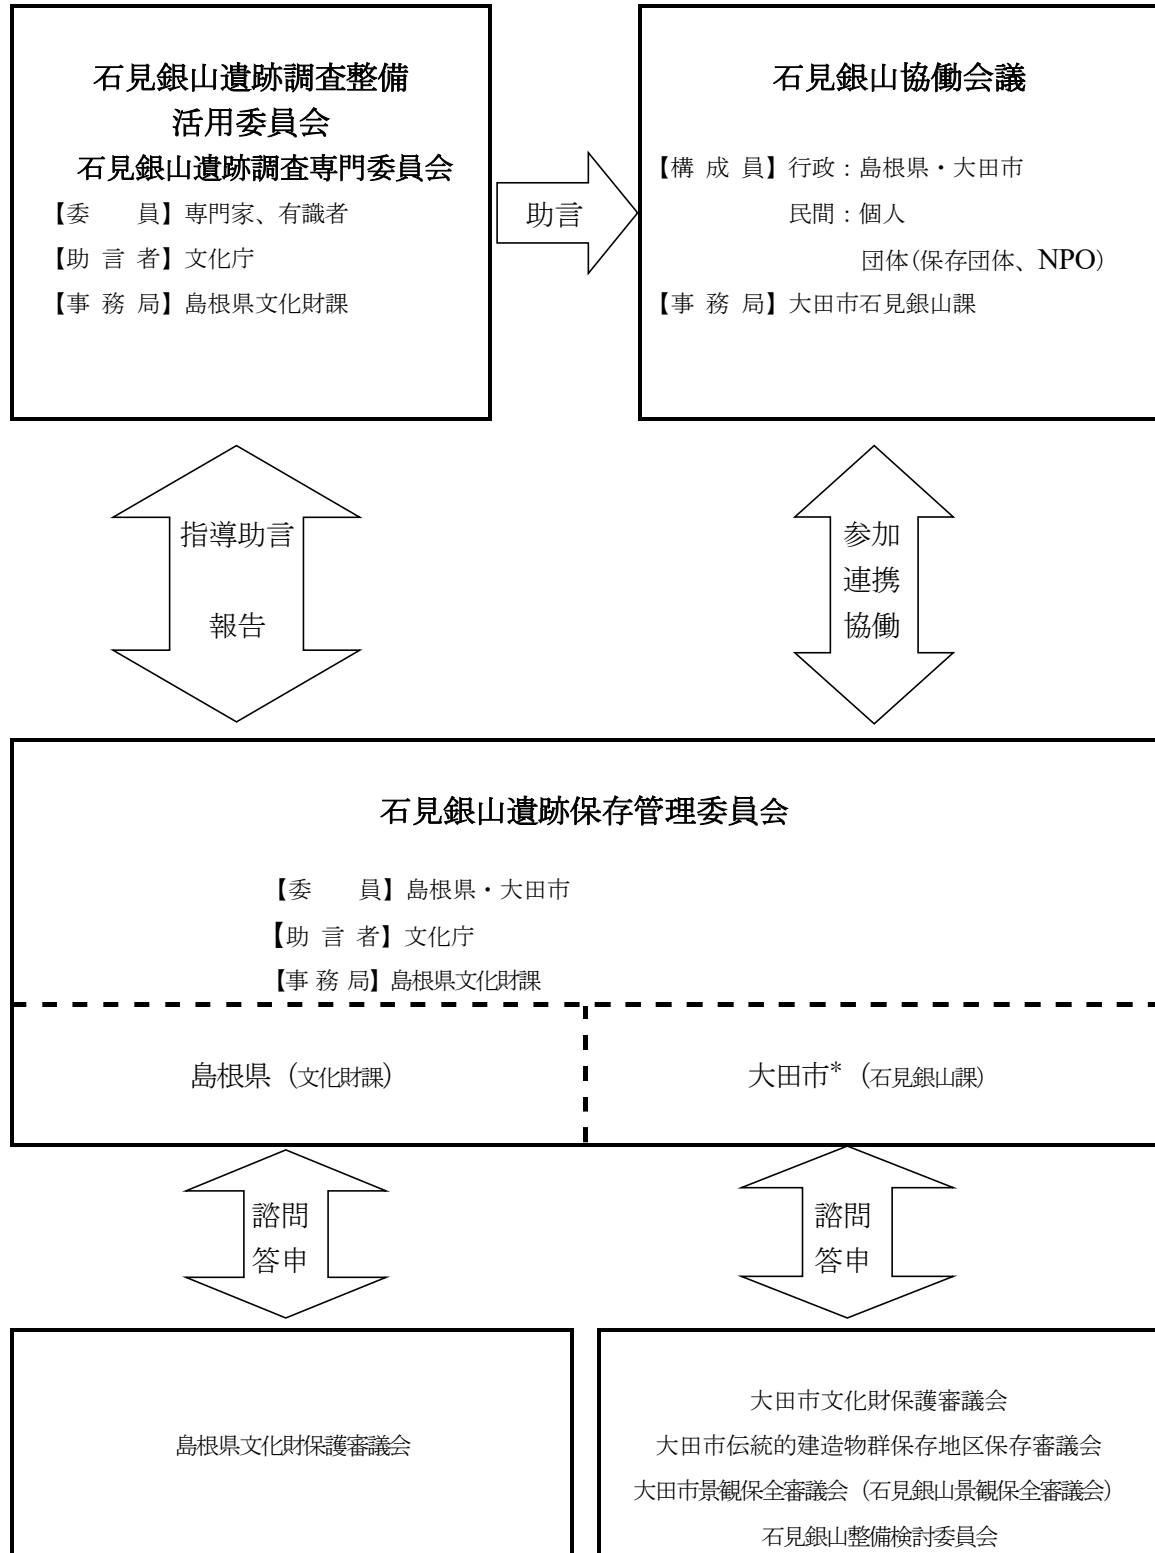 石見銀山遺跡調査整備
活用委員会
石見銀山遺跡調査専門委員会
【委　　員】専門家、有識者
【助 言 者】文化庁
【事 務 局】島根県文化財課
助言
石見銀山協働会議
【構 成 員】行政：島根県・大田市
民間：個人
団体(保存団体、NPO)
【事 務 局】大田市石見銀山課
指導助言
報告
参加
連携
協働
石見銀山遺跡保存管理委員会
【委　　員】島根県・大田市
【助 言 者】文化庁
【事 務 局】島根県文化財課
島根県（文化財課）
大田市*（石見銀山課）
諮問
答申
諮問
答申
島根県文化財保護審議会
大田市文化財保護審議会
大田市伝統的建造物群保存地区保存審議会
大田市景観保全審議会（石見銀山景観保全審議会）
石見銀山整備検討委員会